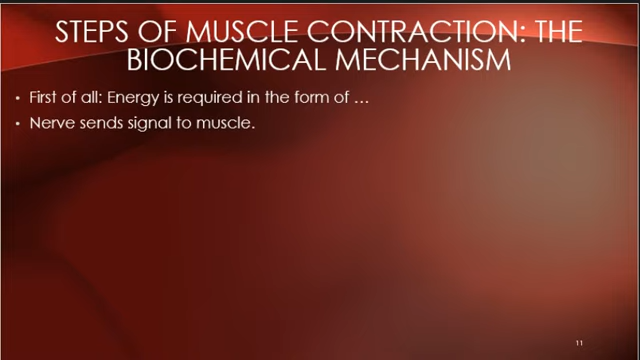 STEPS OF MUSCLE CONTRACTION: THE
BIOCHEMICAL MECHANISM
• First of all: Energy is required in the form of …
• Nerve sends signal to muscle.
11